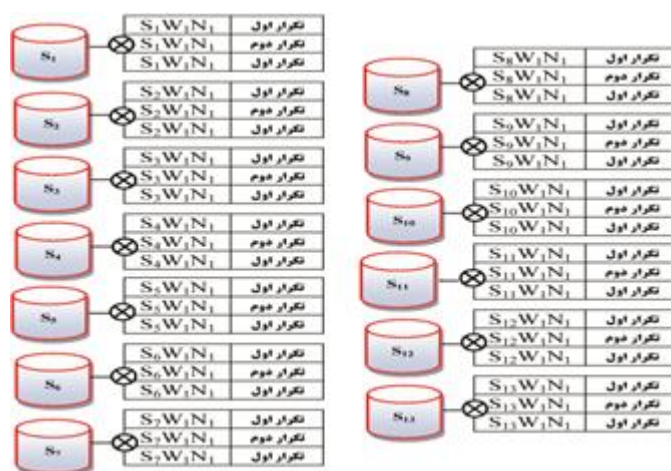 S₁
S₁W₁N₁ تکرار اول
S₁W₁N₁ تکرار دوم
S₁W₁N₁ تکرار اول
S₂
S₂W₁N₁ تکرار اول
S₂W₁N₁ تکرار دوم
S₂W₁N₁ تکرار اول
S₃
S₃W₁N₁ تکرار اول
S₃W₁N₁ تکرار دوم
S₃W₁N₁ تکرار اول
S₄
S₄W₁N₁ تکرار اول
S₄W₁N₁ تکرار دوم
S₄W₁N₁ تکرار اول
S₅
S₅W₁N₁ تکرار اول
S₅W₁N₁ تکرار دوم
S₅W₁N₁ تکرار اول
S₆
S₆W₁N₁ تکرار اول
S₆W₁N₁ تکرار دوم
S₆W₁N₁ تکرار اول
S₇
S₇W₁N₁ تکرار اول
S₇W₁N₁ تکرار دوم
S₇W₁N₁ تکرار اول
S₈
S₈W₁N₁ تکرار اول
S₈W₁N₁ تکرار دوم
S₈W₁N₁ تکرار اول
S₉
S₉W₁N₁ تکرار اول
S₉W₁N₁ تکرار دوم
S₉W₁N₁ تکرار اول
S₁₀
S₁₀W₁N₁ تکرار اول
S₁₀W₁N₁ تکرار دوم
S₁₀W₁N₁ تکرار اول
S₁₁
S₁₁W₁N₁ تکرار اول
S₁₁W₁N₁ تکرار دوم
S₁₁W₁N₁ تکرار اول
S₁₂
S₁₂W₁N₁ تکرار اول
S₁₂W₁N₁ تکرار دوم
S₁₂W₁N₁ تکرار اول
S₁₃
S₁₃W₁N₁ تکرار اول
S₁₃W₁N₁ تکرار دوم
S₁₃W₁N₁ تکرار اول